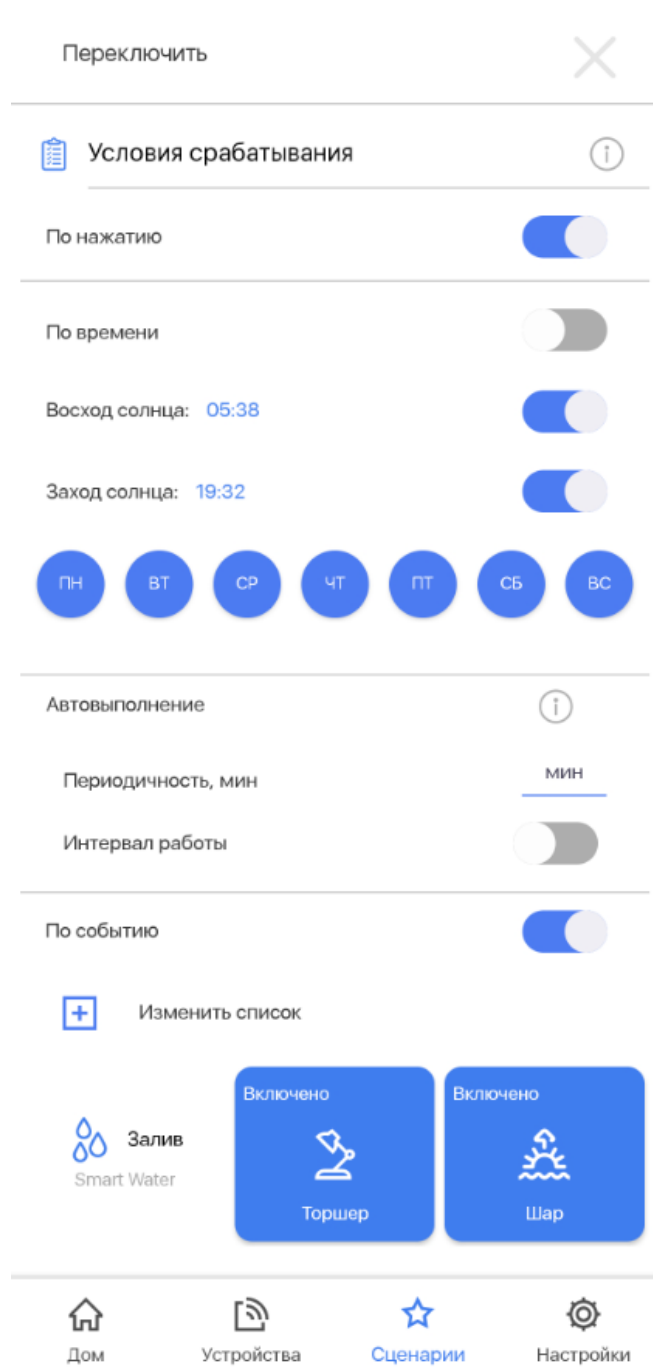 Переключить
Условия срабатывания
По нажатию
По времени
Восход солнца: 05:38
Заход солнца: 19:32
ПН ВТ СР ЧТ ПТ СБ ВС
Автовыполнение
Периодичность, мин мин
Интервал работы
По событию
Изменить список
Включено Включено
Залив
Smart Water
Торшер Шар
Дом Устройства Сценарии Настройки